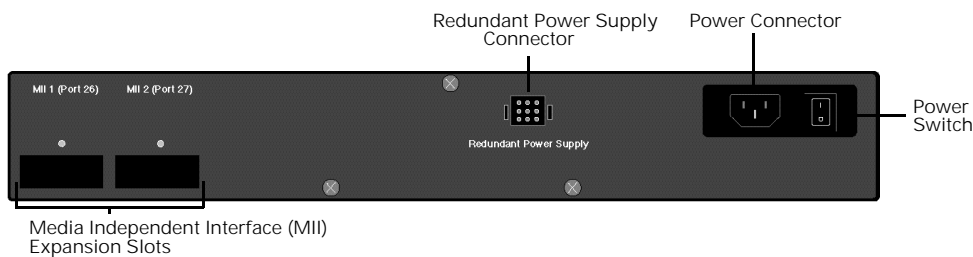 Redundant Power Supply
Connector
Power Connector
MII 1 (Port 26)
MII 2 (Port 27)
Power
Switch
Redundant Power Supply
Media Independent Interface (MII)
Expansion Slots